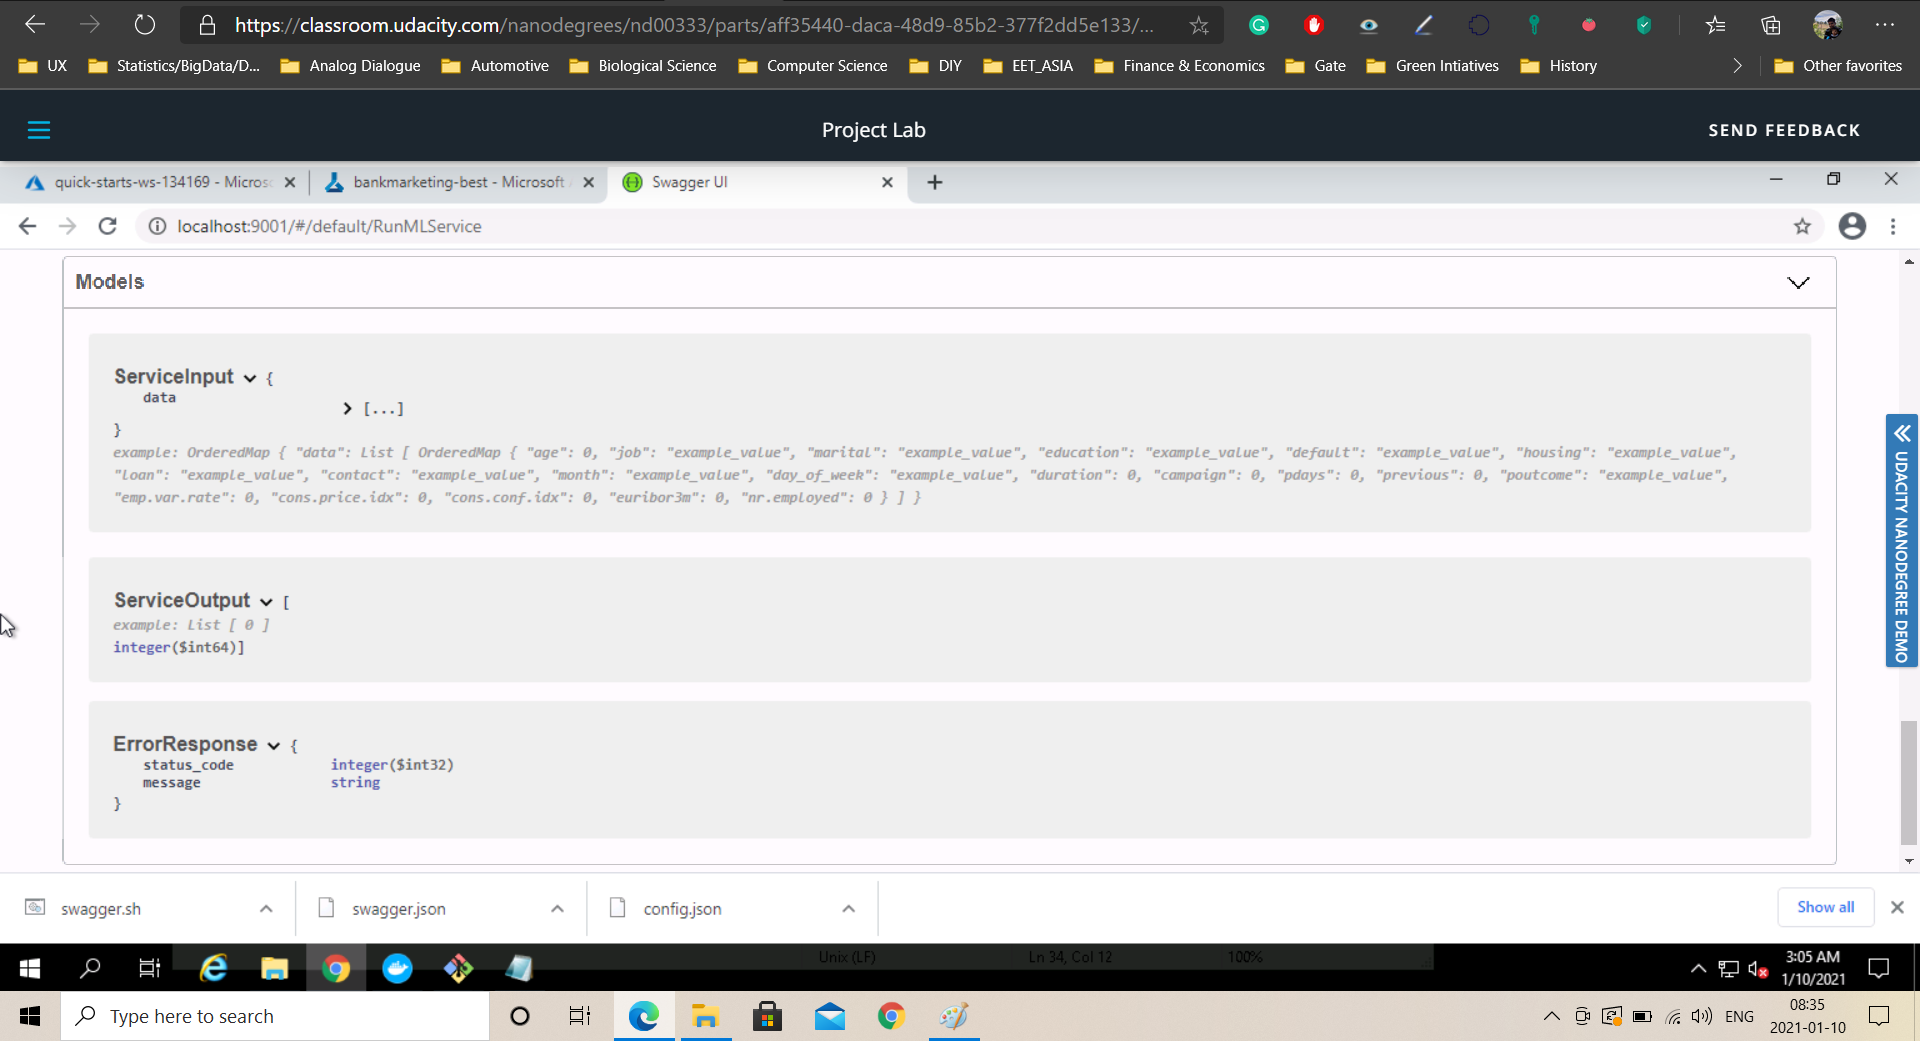 https://classroom.udacity.com/nanodegrees/nd00333/parts/aff35440-daca-48d9-85b2-377f2dd5e133/...
UX Statistics/BigData/D... Analog Dialogue Automotive Biological Science Computer Science DIY EET_ASIA Finance & Economics Gate Green Intiatives History Other favorites
Project Lab SEND FEEDBACK
quick-starts-ws-134169 - Micros bankmarketing-best - Microsoft Swagger UI
localhost:9001/#/default/RunMLService
Models
ServiceInput {
data
[...]
}
example: OrderedMap { "data": List [ OrderedMap { "age": 0, "job": "example_value", "marital": "example_value", "education": "example_value", "default": "example_value", "housing": "example_value",
"loan": "example_value", "contact": "example_value", "month": "example_value", "day_of_week": "example_value", "duration": 0, "campaign": 0, "pdays": 0, "previous": 0, "poutcome": "example_value",
"emp.var.rate": 0, "cons.price.idx": 0, "cons.conf.idx": 0, "euribor3m": 0, "nr.employed": 0 } ] }
UDACITY NANODEGREE DEMO
ServiceOutput [
example: List [ 0 ]
integer($int64)]
ErrorResponse {
status_code integer($int32)
message string
}
swagger.sh swagger.json config.json Show all
Unix (LF) Ln 34, Col 12 100%
3:05 AM
1/10/2021
Type here to search
ENG
08:35
2021-01-10